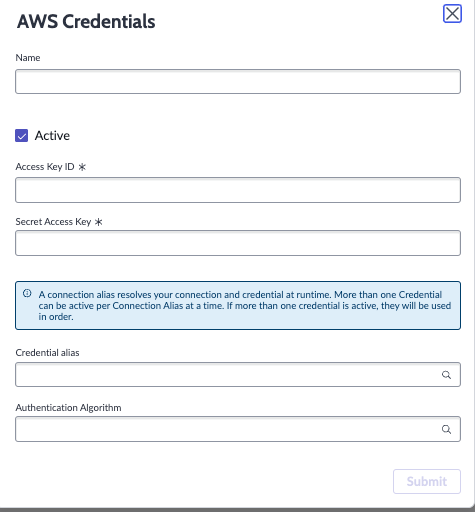 AWS Credentials
Name
Active
Access Key ID *
Secret Access Key *
A connection alias resolves your connection and credential at runtime. More than one Credential
can be active per Connection Alias at a time. If more than one credential is active, they will be used
in order.
Credential alias
Authentication Algorithm
Submit